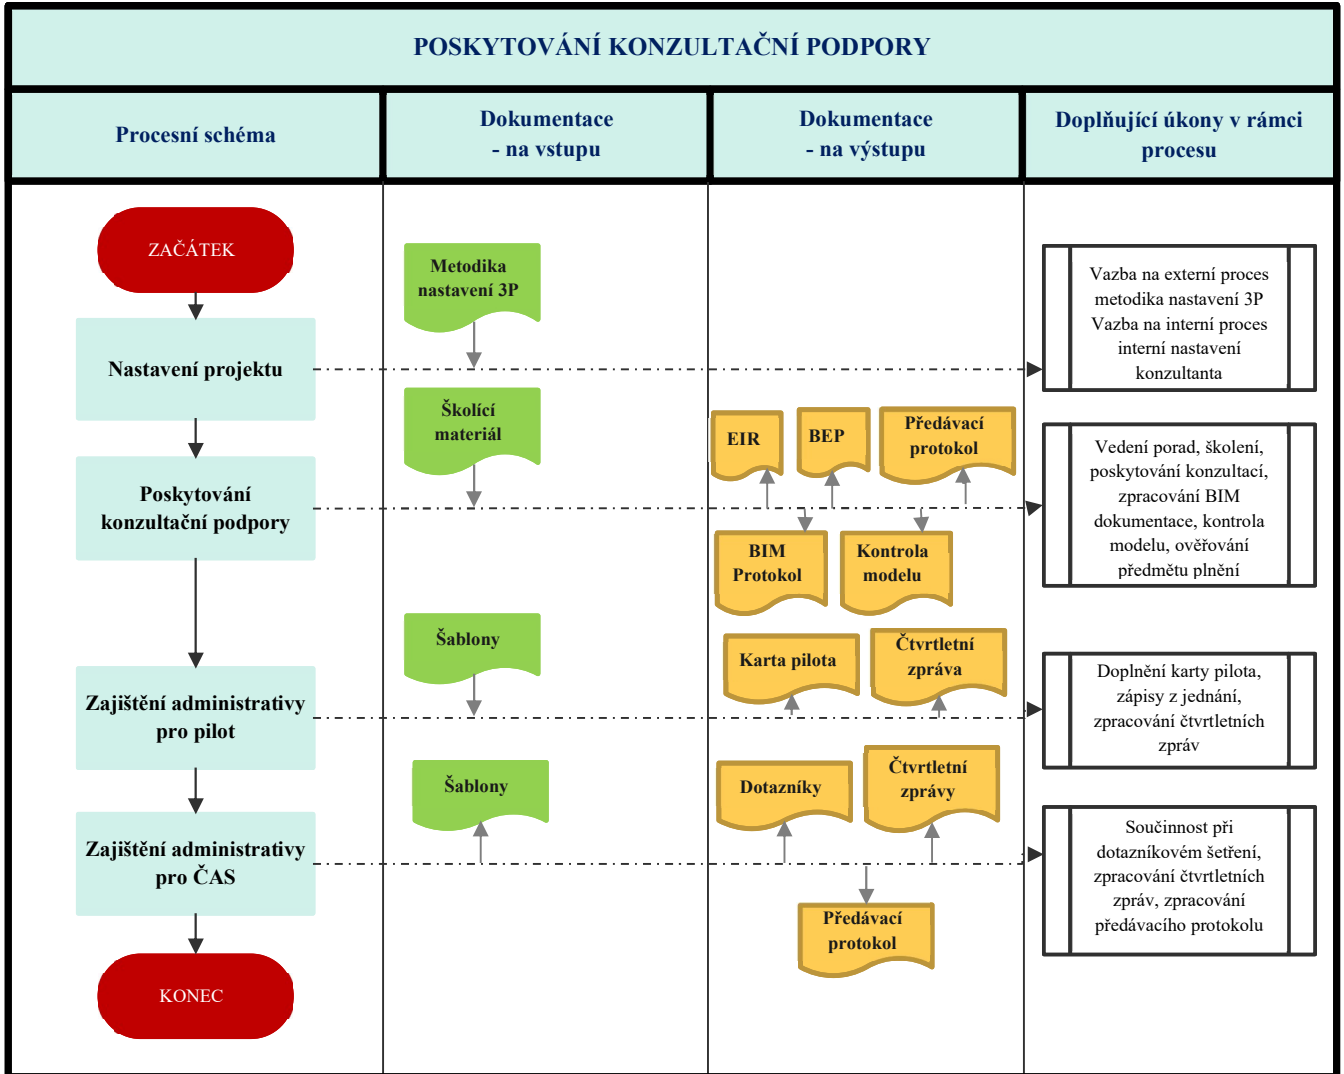 POSKYTOVÁNÍ KONZULTAČNÍ PODPORY
Procesní schéma
Dokumentace
- na vstupu
Dokumentace
- na výstupu
Doplňující úkony v rámci
procesu
ZAČÁTEK
Metodika
nastavení 3P
Vazba na externí proces
metodika nastavení 3P
Vazba na interní proces
interní nastavení
konzultanta
Nastavení projektu
Školící
materiál
EIR
BEP
Předávací
protokol
Vedení porad, školení,
poskytování konzultací,
zpracování BIM
dokumentace, kontrola
modelu, ověřování
předmětu plnění
Poskytování
konzultační podpory
BIM
Protokol
Kontrola
modelu
Šablony
Karta pilota
Čtvrtletní
zpráva
Doplnění karty pilota,
zápisy z jednání,
zpracování čtvrtletních
zpráv
Zajištění administrativy
pro pilot
Šablony
Dotazníky
Čtvrtletní
zprávy
Součinnost při
dotazníkovém šetření,
zpracování čtvrtletních
zpráv, zpracování
předávacího protokolu
Zajištění administrativy
pro ČAS
Předávací
protokol
KONEC